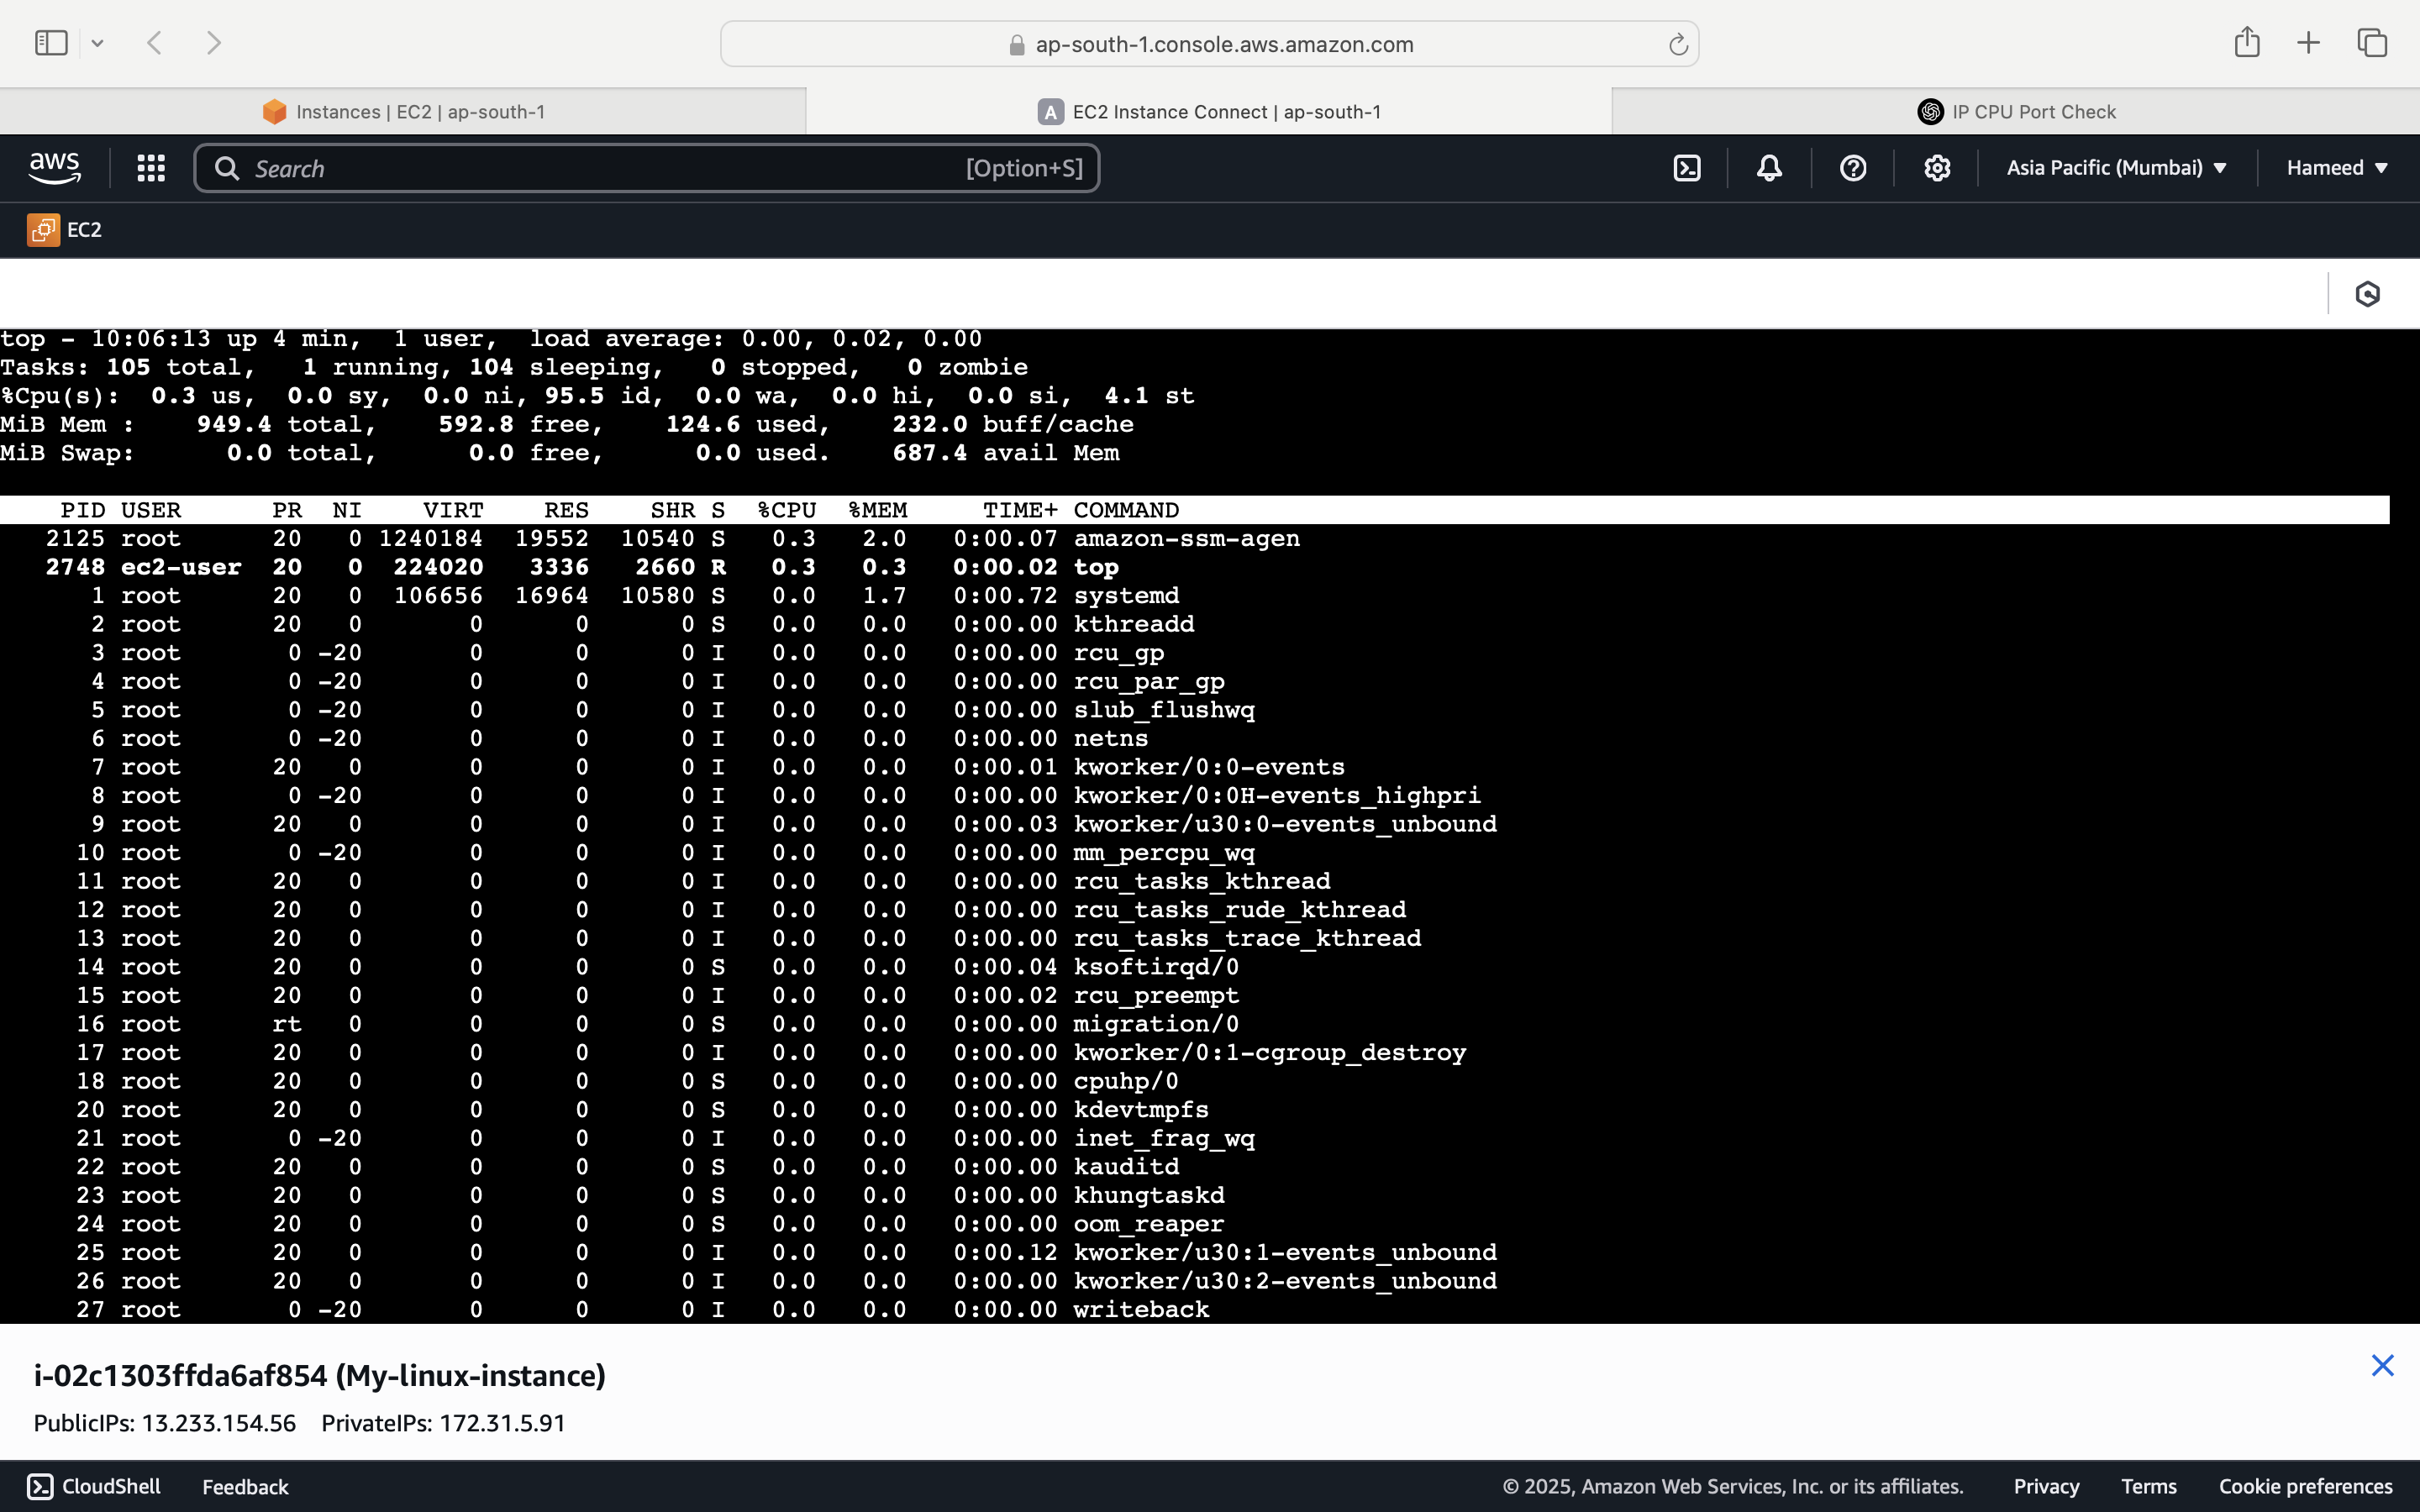 ap-south-1.console.aws.amazon.com
Instances | EC2 | ap-south-1
A EC2 Instance Connect | ap-south-1
IP CPU Port Check
aws Search [Option+S] Asia Pacific (Mumbai) ▼ Hameed ▼
EC2
top - 10:06:13 up 4 min,  1 user,  load average: 0.00, 0.02, 0.00
Tasks: 105 total,   1 running, 104 sleeping,   0 stopped,   0 zombie
%Cpu(s):  0.3 us,  0.0 sy,  0.0 ni, 95.5 id,  0.0 wa,  0.0 hi,  0.0 si,  4.1 st
MiB Mem :    949.4 total,    592.8 free,    124.6 used,    232.0 buff/cache
MiB Swap:      0.0 total,      0.0 free,      0.0 used.    687.4 avail Mem
PID USER PR NI VIRT RES SHR S %CPU %MEM TIME+ COMMAND
2125 root 20 0 1240184 19552 10540 S 0.3 2.0 0:00.07 amazon-ssm-agen
2748 ec2-user 20 0 224020 3336 2660 R 0.3 0.3 0:00.02 top
1 root 20 0 106656 16964 10580 S 0.0 1.7 0:00.72 systemd
2 root 20 0 0 0 0 S 0.0 0.0 0:00.00 kthreadd
3 root 0 -20 0 0 0 I 0.0 0.0 0:00.00 rcu_gp
4 root 0 -20 0 0 0 I 0.0 0.0 0:00.00 rcu_par_gp
5 root 0 -20 0 0 0 I 0.0 0.0 0:00.00 slub_flushwq
6 root 0 -20 0 0 0 I 0.0 0.0 0:00.00 netns
7 root 20 0 0 0 0 I 0.0 0.0 0:00.01 kworker/0:0-events
8 root 0 -20 0 0 0 I 0.0 0.0 0:00.00 kworker/0:0H-events_highpri
9 root 20 0 0 0 0 I 0.0 0.0 0:00.03 kworker/u30:0-events_unbound
10 root 0 -20 0 0 0 I 0.0 0.0 0:00.00 mm_percpu_wq
11 root 20 0 0 0 0 I 0.0 0.0 0:00.00 rcu_tasks_kthread
12 root 20 0 0 0 0 I 0.0 0.0 0:00.00 rcu_tasks_rude_kthread
13 root 20 0 0 0 0 I 0.0 0.0 0:00.00 rcu_tasks_trace_kthread
14 root 20 0 0 0 0 S 0.0 0.0 0:00.04 ksoftirqd/0
15 root 20 0 0 0 0 I 0.0 0.0 0:00.02 rcu_preempt
16 root rt 0 0 0 0 S 0.0 0.0 0:00.00 migration/0
17 root 20 0 0 0 0 I 0.0 0.0 0:00.00 kworker/0:1-cgroup_destroy
18 root 20 0 0 0 0 S 0.0 0.0 0:00.00 cpuhp/0
20 root 20 0 0 0 0 S 0.0 0.0 0:00.00 kdevtmpfs
21 root 0 -20 0 0 0 I 0.0 0.0 0:00.00 inet_frag_wq
22 root 20 0 0 0 0 S 0.0 0.0 0:00.00 kauditd
23 root 20 0 0 0 0 S 0.0 0.0 0:00.00 khungtaskd
24 root 20 0 0 0 0 S 0.0 0.0 0:00.00 oom_reaper
25 root 20 0 0 0 0 I 0.0 0.0 0:00.12 kworker/u30:1-events_unbound
26 root 20 0 0 0 0 I 0.0 0.0 0:00.00 kworker/u30:2-events_unbound
27 root 0 -20 0 0 0 I 0.0 0.0 0:00.00 writeback
i-02c1303ffda6af854 (My-linux-instance)
PublicIPs: 13.233.154.56 PrivateIPs: 172.31.5.91
CloudShell Feedback © 2025, Amazon Web Services, Inc. or its affiliates. Privacy Terms Cookie preferences